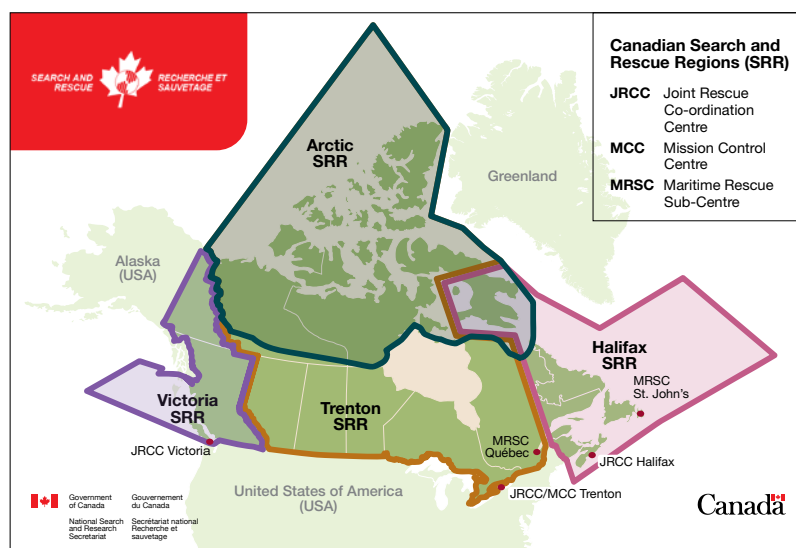 SEARCH AND
RESCUE
RECHERCHE ET
SAUVETAGE
Canadian Search and
Rescue Regions (SRR)
JRCC Joint Rescue
Co-ordination
Centre
MCC Mission Control
Centre
MRSC Maritime Rescue
Sub-Centre
Arctic
SRR
Greenland
Alaska
(USA)
Halifax
SRR
MRSC
St. John's
Victoria
SRR
Trenton
SRR
MRSC
Québec
JRCC Victoria
JRCC Halifax
JRCC/MCC Trenton
United States of America
(USA)
Government
of Canada
Gouvernement
du Canada
National Search
and Research
Secretariat
Secrétariat national
Recherche et
sauvetage
Canada